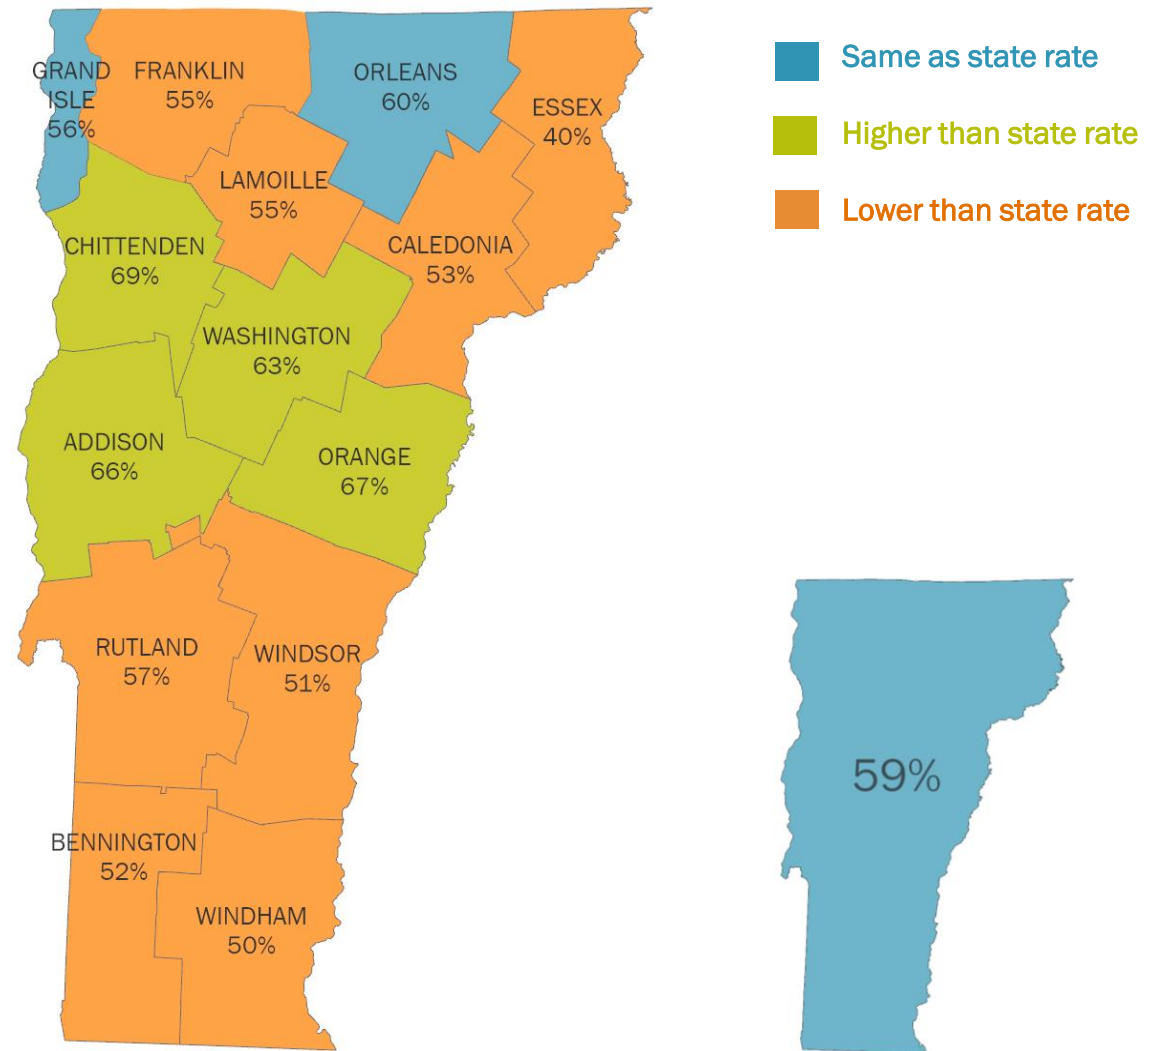 GRAND
ISLE
56%
FRANKLIN
55%
ORLEANS
60%
ESSEX
40%
LAMOILLE
55%
CHITTENDEN
69%
CALEDONIA
53%
WASHINGTON
63%
ADDISON
66%
ORANGE
67%
RUTLAND
57%
WINDSOR
51%
BENNINGTON
52%
WINDHAM
50%
Same as state rate
Higher than state rate
Lower than state rate
59%